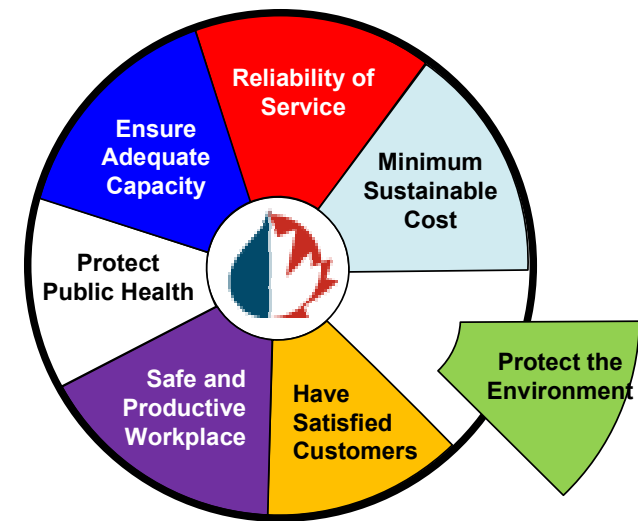 Reliability of
Service
Minimum
Sustainable
Cost
Protect the
Environment
Have
Satisfied
Customers
Safe and
Productive
Workplace
Protect
Public Health
Ensure
Adequate
Capacity